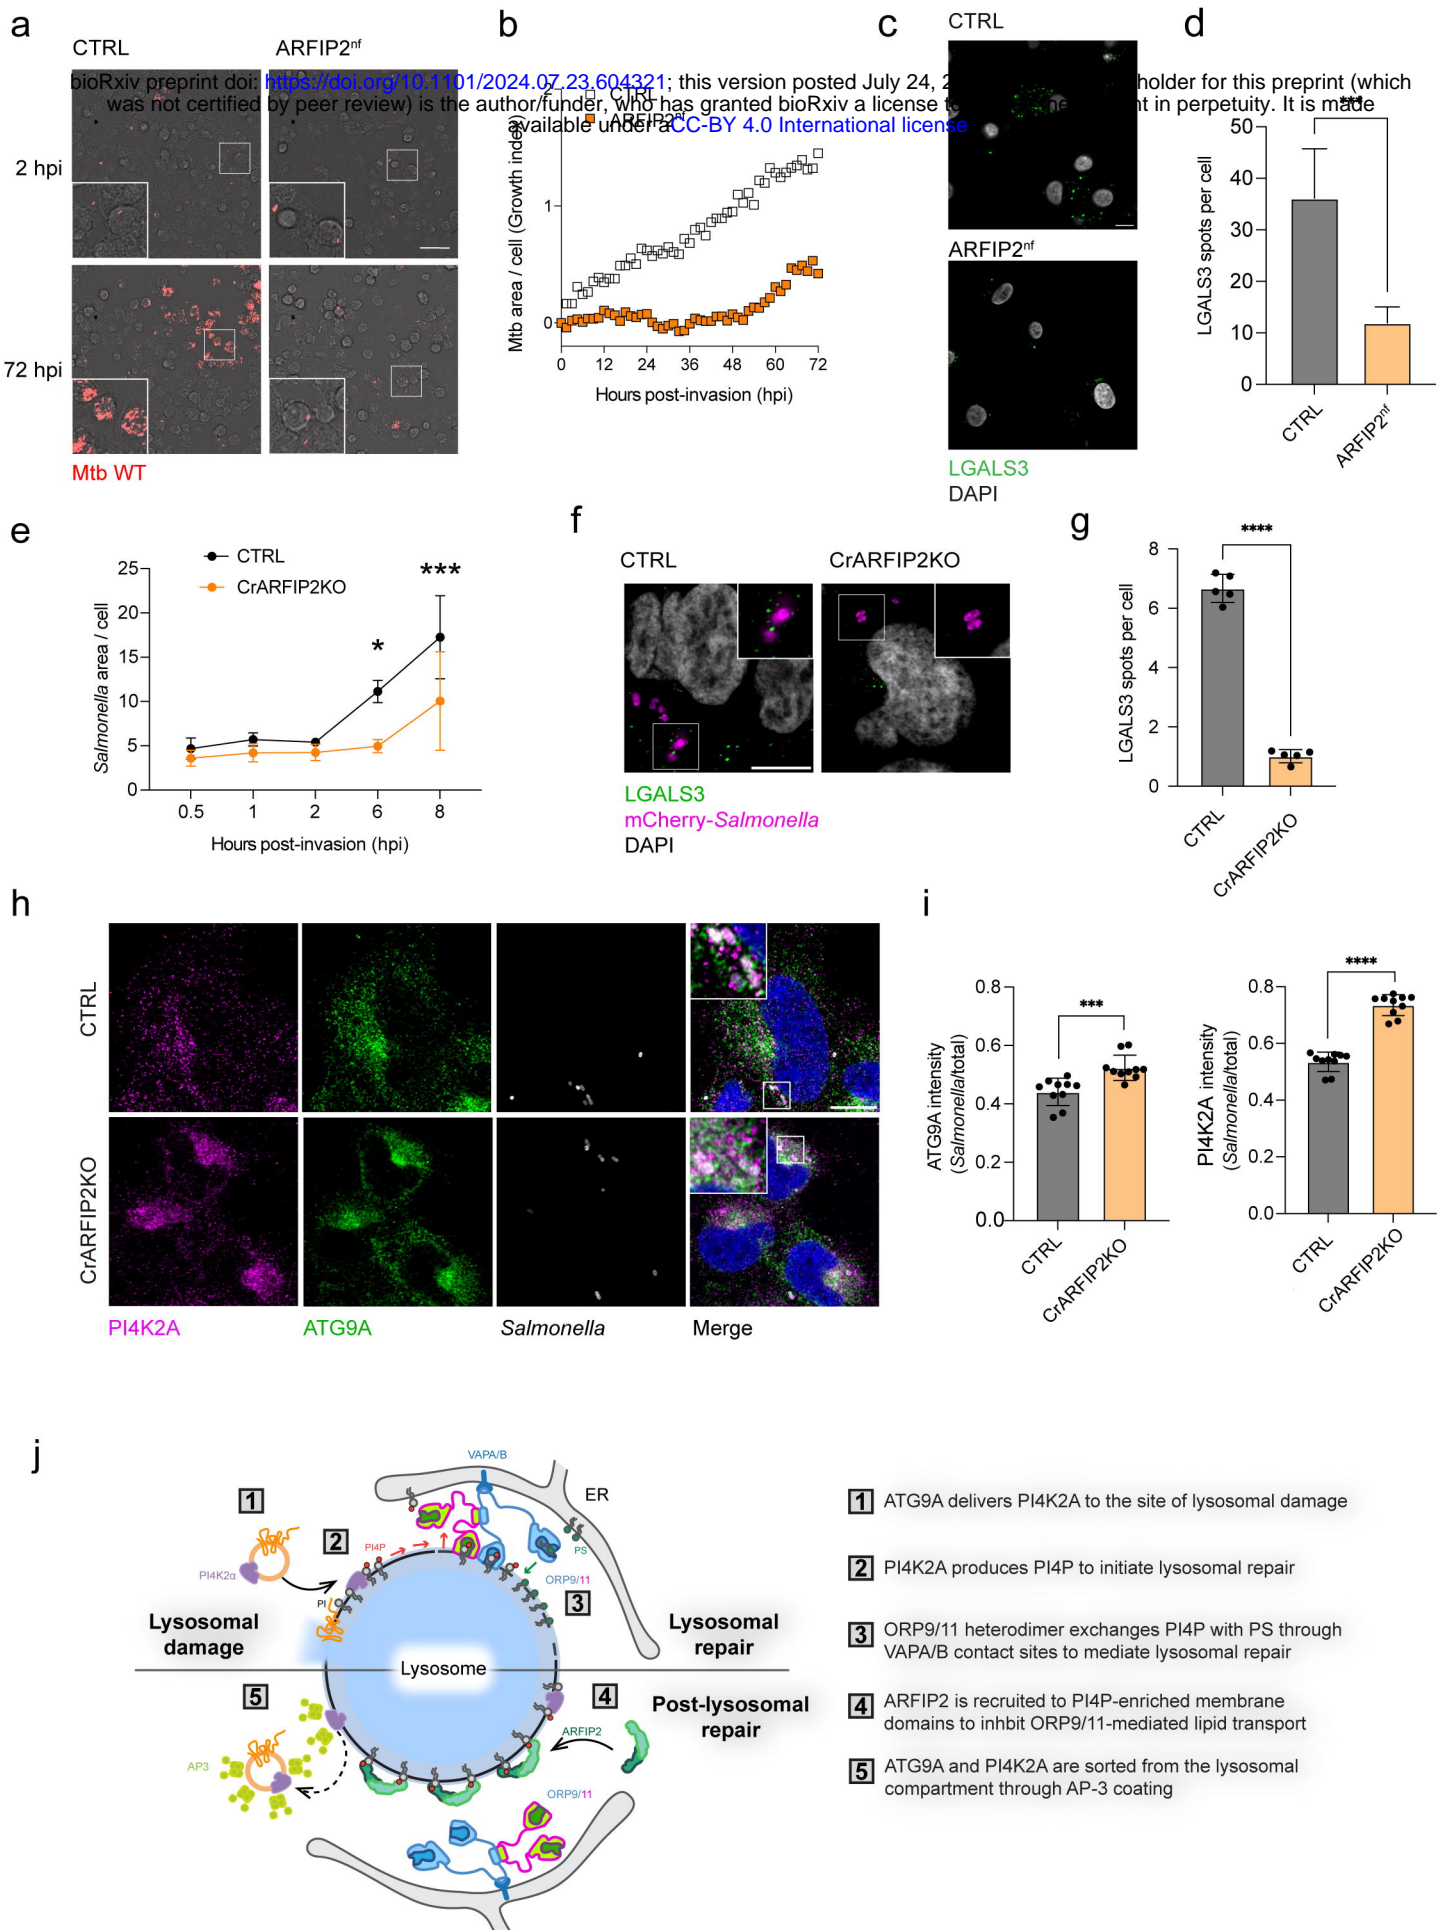 a
CTRL
ARFIP2nf
2 hpi
72 hpi
Mtb WT
bioRxiv preprint doi: https://doi.org/10.1101/2024.07.23.604321; this version posted July 24, 2 holder for this preprint (which
was not certified by peer review) is the author/funder, who has granted bioRxiv a license to nt in perpetuity. It is made
available under aCC-BY 4.0 International license
b
CTRL
ARFIP2nf
Mtb area / cell (Growth index)
2
1
0
0 12 24 36 48 60 72
Hours post-invasion (hpi)
c
CTRL
ARFIP2nf
LGALS3
DAPI
d
***
LGALS3 spots per cell
50
40
30
20
10
0
CTRL
ARFIP2nf
e
CTRL
CrARFIP2KO
Salmonella area / cell
25
20
15
10
5
0
*
***
0.5 1 2 6 8
Hours post-invasion (hpi)
f
CTRL
CrARFIP2KO
LGALS3
mCherry-Salmonella
DAPI
g
****
LGALS3 spots per cell
8
6
4
2
0
CTRL
CrARFIP2KO
h
CTRL
CrARFIP2KO
PI4K2A
ATG9A
Salmonella
Merge
i
***
ATG9A intensity
(Salmonella/total)
0.8
0.6
0.4
0.2
0.0
CTRL
CrARFIP2KO
****
PI4K2A intensity
(Salmonella/total)
0.8
0.6
0.4
0.2
0.0
CTRL
CrARFIP2KO
j
VAPA/B
ER
1
2
PI4P
PS
PI4K2α
PI
ORP9/11
3
Lysosomal
damage
Lysosomal
repair
Lysosome
5
4
Post-lysosomal
repair
ARFIP2
AP3
ORP9/11
1 ATG9A delivers PI4K2A to the site of lysosomal damage
2 PI4K2A produces PI4P to initiate lysosomal repair
3 ORP9/11 heterodimer exchanges PI4P with PS through
VAPA/B contact sites to mediate lysosomal repair
4 ARFIP2 is recruited to PI4P-enriched membrane
domains to inhbit ORP9/11-mediated lipid transport
5 ATG9A and PI4K2A are sorted from the lysosomal
compartment through AP-3 coating